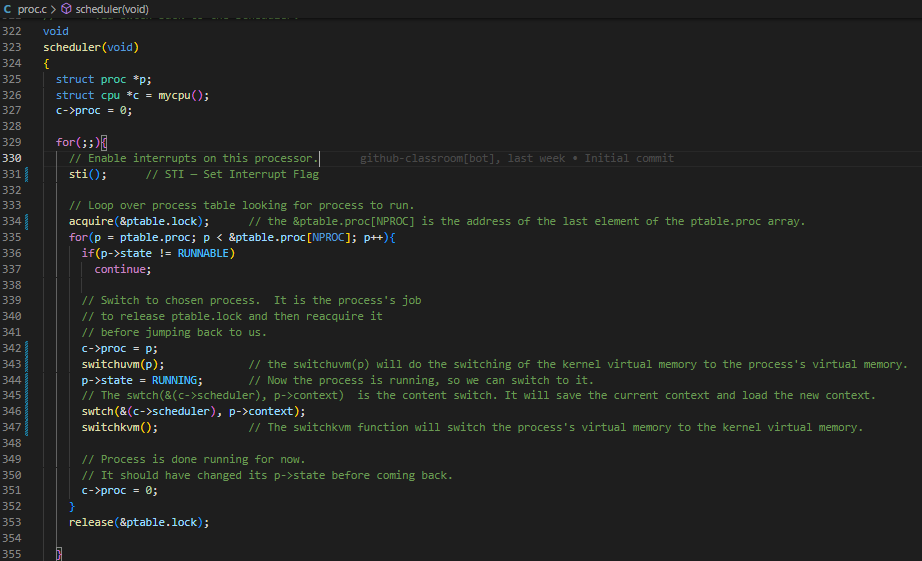 proc.c > scheduler(void)
322 void
323 scheduler(void)
324 {
325 struct proc *p;
326 struct cpu *c = mycpu();
327 c->proc = 0;
328
329 for(;;){
330 // Enable interrupts on this processor. github-classroom[bot], last week • Initial commit
331 sti(); // STI – Set Interrupt Flag
332
333 // Loop over process table looking for process to run.
334 acquire(&ptable.lock); // the &ptable.proc[NPROC] is the address of the last element of the ptable.proc array.
335 for(p = ptable.proc; p < &ptable.proc[NPROC]; p++){
336 if(p->state != RUNNABLE)
337 continue;
338
339 // Switch to chosen process.  It is the process's job
340 // to release ptable.lock and then reacquire it
341 // before jumping back to us.
342 c->proc = p;
343 switchuvm(p); // the switchuvm(p) will do the switching of the kernel virtual memory to the process's virtual memory.
344 p->state = RUNNING; // Now the process is running, so we can switch to it.
345 // The swtch(&(c->scheduler), p->context)  is the content switch. It will save the current context and load the new context.
346 swtch(&(c->scheduler), p->context);
347 switchkvm(); // The switchkvm function will switch the process's virtual memory to the kernel virtual memory.
348
349 // Process is done running for now.
350 // It should have changed its p->state before coming back.
351 c->proc = 0;
352 }
353 release(&ptable.lock);
354
355 }